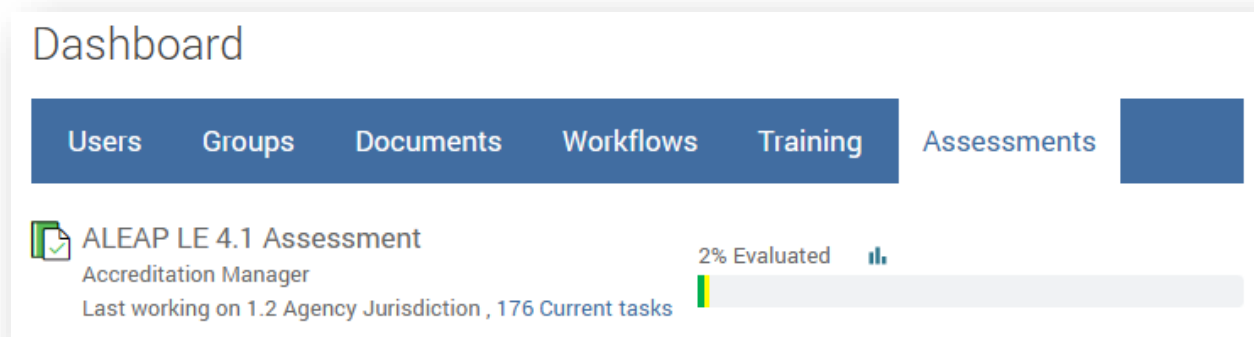 Dashboard
Users Groups Documents Workflows Training Assessments
ALEAP LE 4.1 Assessment
Accreditation Manager
Last working on 1.2 Agency Jurisdiction , 176 Current tasks
2% Evaluated